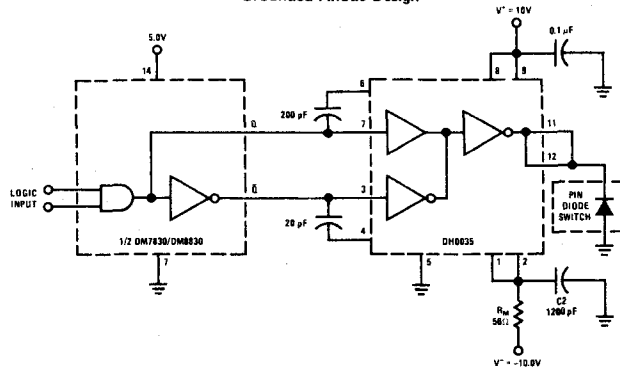 Grounded Anode Design
V+ = 10V
5.0V
0.1 µF
14
8
9
6
200 pF
Q
7
11
12
LOGIC
INPUT
Q̄
3
20 pF
4
PIN
DIODE
SWITCH
1/2 DM7830/DM8830
DH0035
7
5
1
2
C2
1200 pF
RM
56Ω
V− = −10.0V